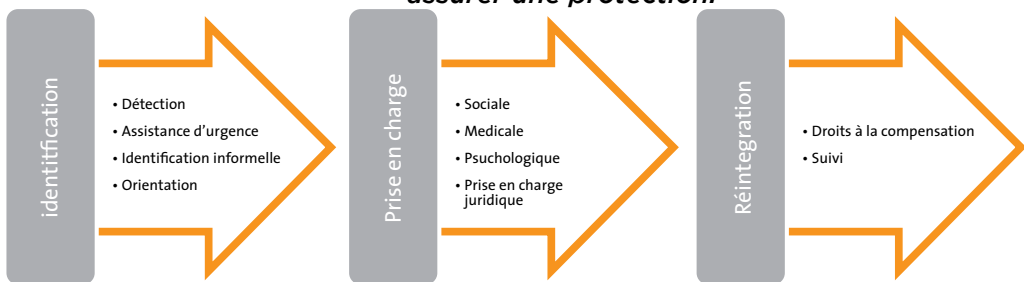 assurer une protection.
identitfication
• Détection
• Assistance d'urgence
• Identification informelle
• Orientation
Prise en charge
• Sociale
• Medicale
• Psuchologique
• Prise en charge
juridique
Réintegration
• Droits à la compensation
• Suivi